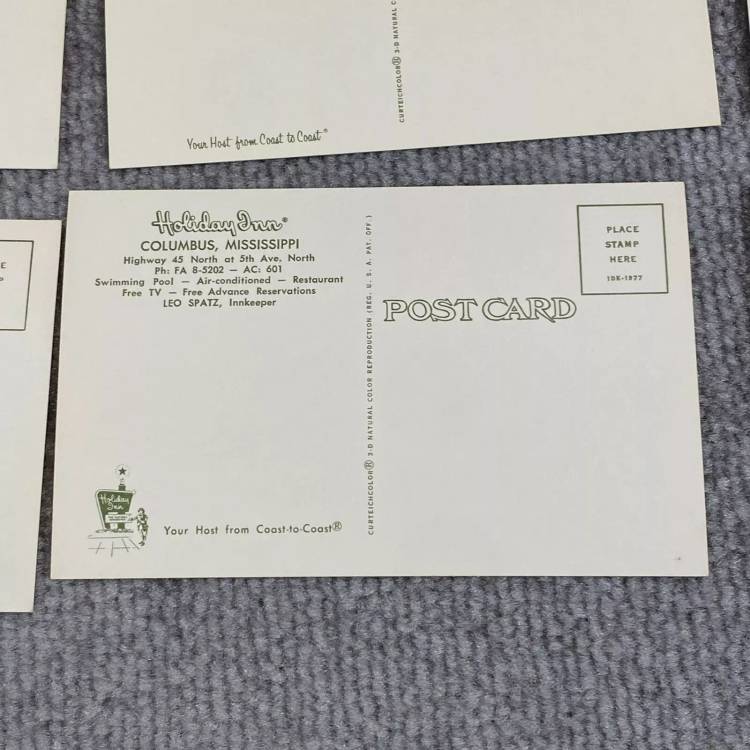 CURTEICHCOLOR® 3-D NATURAL C
Your Host from Coast to Coast®
Holiday Inn®
COLUMBUS, MISSISSIPPI
Highway 45 North at 5th Ave, North
Ph: FA 8-5202 — AC: 601
Swimming Pool — Air-conditioned — Restaurant
Free TV — Free Advance Reservations
LEO SPATZ, Innkeeper
CURTEICHCOLOR® 3-D NATURAL COLOR REPRODUCTION (REG. U. S. A. PAT. OFF.)
POST CARD
PLACE
STAMP
HERE
1DK-1977
Holiday
Inn
Your Host from Coast-to-Coast®